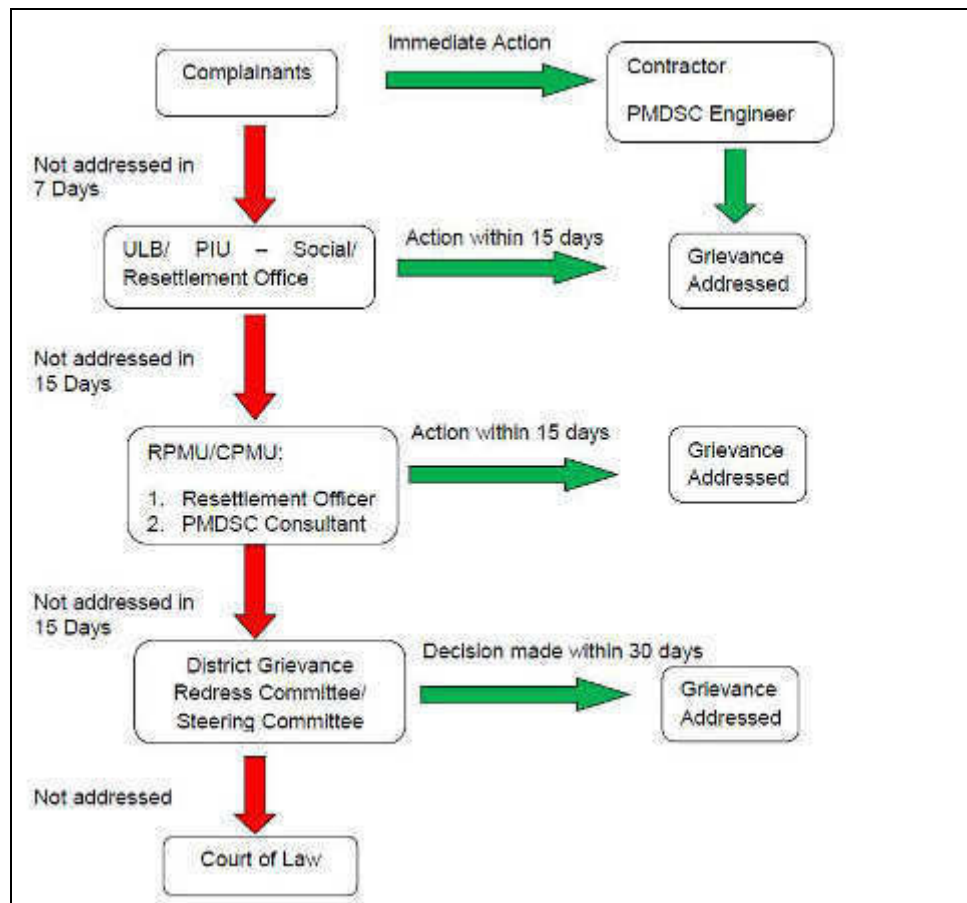 Immediate Action
Complainants
Contractor
PMDSC Engineer
Not addressed in
7 Days
ULB/ PIU – Social/
Resettlement Office
Action within 15 days
Grievance
Addressed
Not addressed in
15 Days
RPMU/CPMU:
1. Resettlement Officer
2. PMDSC Consultant
Action within 15 days
Grievance
Addressed
Not addressed in
15 Days
District Grievance
Redress Committee/
Steering Committee
Decision made within 30 days
Grievance
Addressed
Not addressed
Court of Law